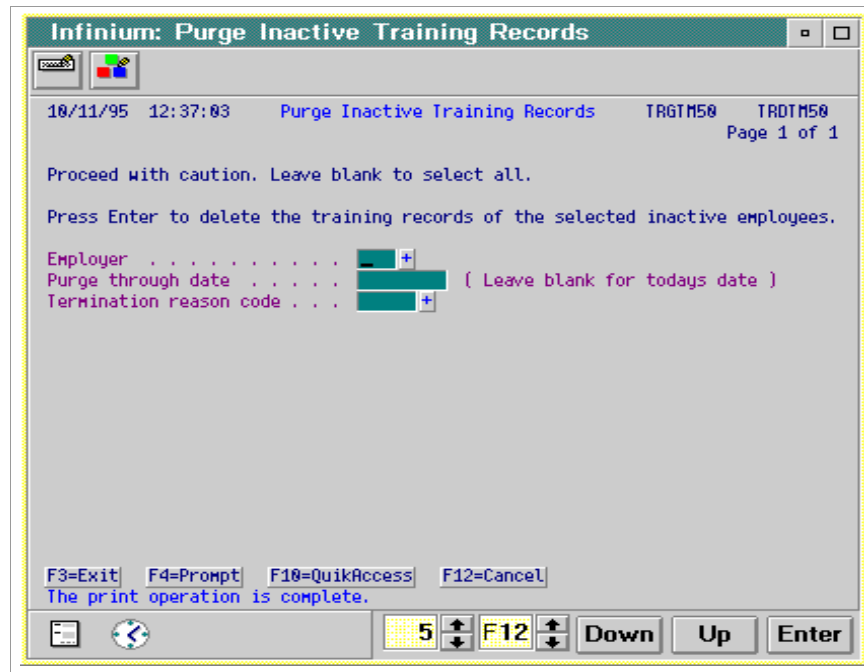 Infinium: Purge Inactive Training Records
10/11/95 12:37:03 Purge Inactive Training Records TRGTM50 TRDTM50
Page 1 of 1
Proceed with caution. Leave blank to select all.
Press Enter to delete the training records of the selected inactive employees.
Employer . . . . . . . . . . _ +
Purge through date . . . . . ( Leave blank for todays date )
Termination reason code . . . +
F3=Exit F4=Prompt F10=QuikAccess F12=Cancel
The print operation is complete.
5 F12 Down Up Enter